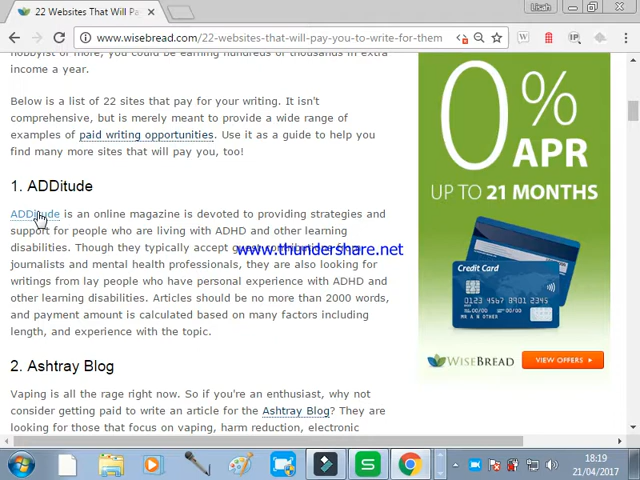 Lisah
22 Websites That Will Pay
www.wisebread.com/22-websites-that-will-pay-you-to-write-for-them
hobbyist or more, you could be earning hundreds or thousands in extra
income a year.
Below is a list of 22 sites that pay for your writing. It isn't
comprehensive, but is merely meant to provide a wide range of
examples of paid writing opportunities. Use it as a guide to help you
find many more sites that will pay you, too!
1. ADDitude
ADDitude is an online magazine is devoted to providing strategies and
support for people who are living with ADHD and other learning
disabilities. Though they typically accept
www.thundershare.net
journalists and mental health professionals, they are also looking for
writings from lay people who have personal experience with ADHD and
other learning disabilities. Articles should be no more than 2000 words,
and payment amount is calculated based on many factors including
length, and experience with the topic.
2. Ashtray Blog
Vaping is all the rage right now. So if you're an enthusiast, why not
consider getting paid to write an article for the Ashtray Blog? They are
looking for those that focus on vaping, harm reduction, electronic
0%
APR
UP TO 21 MONTHS
Credit Card
0123 4567 8901 2345
WISEBREAD
VIEW OFFERS
18:19
21/04/2017